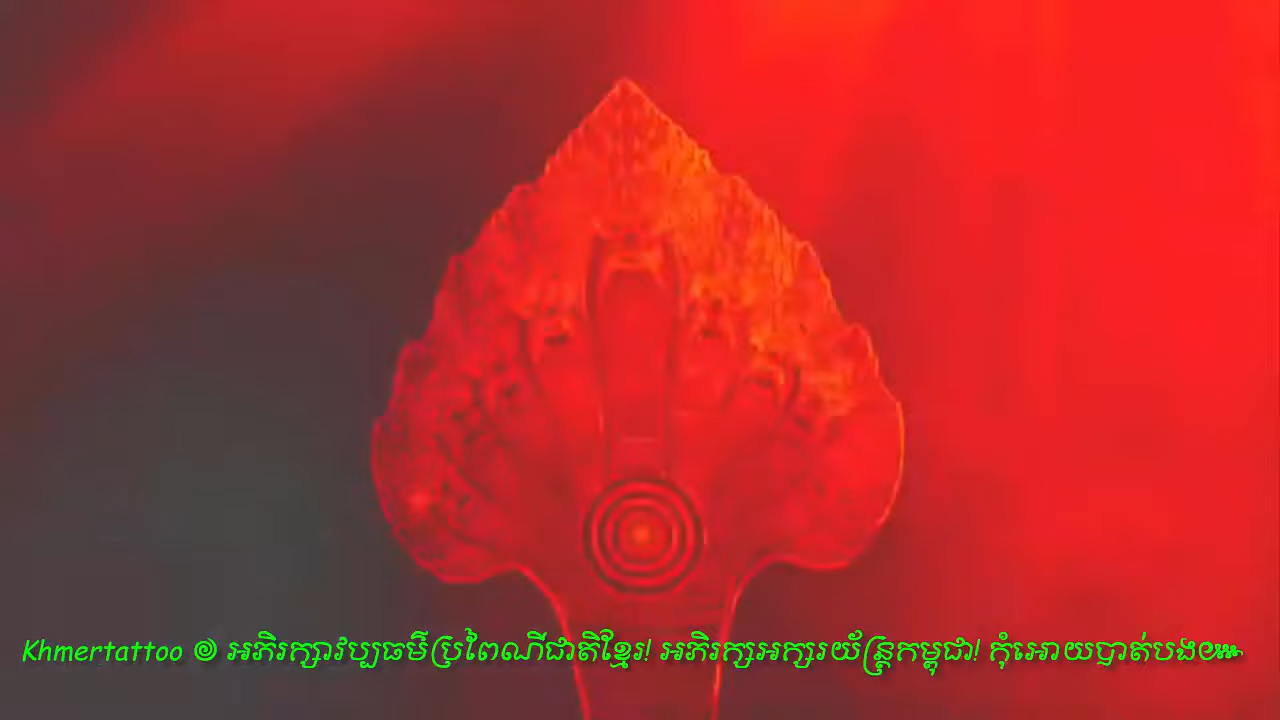 Khmertattoo ๏ អភិរក្សាវប្បធម៌ប្រពៃណីជាតិខ្មែរ! អភិរក្សអក្សរយ័ន្ត្រកម្ពុជា! កុំអោយបាត់បង់๛